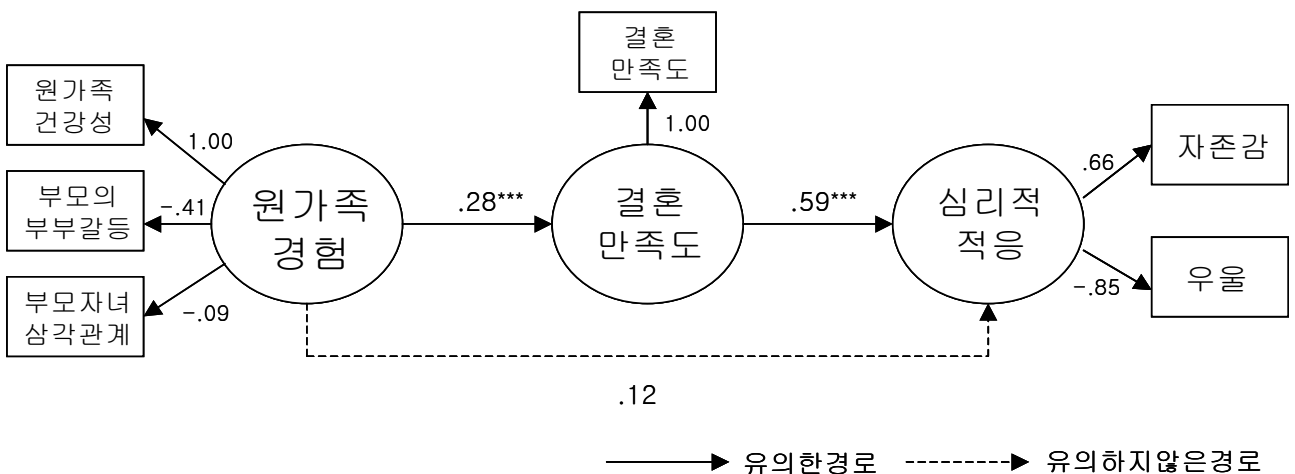 결혼
만족도
원가족
건강성
1.00
1.00
자존감
.66
부모의
부부갈등
-.41
원가족
경험
.28***
결혼
만족도
.59***
심리적
적응
부모자녀
삼각관계
-.09
-.85
우울
.12
유의한경로
유의하지않은경로